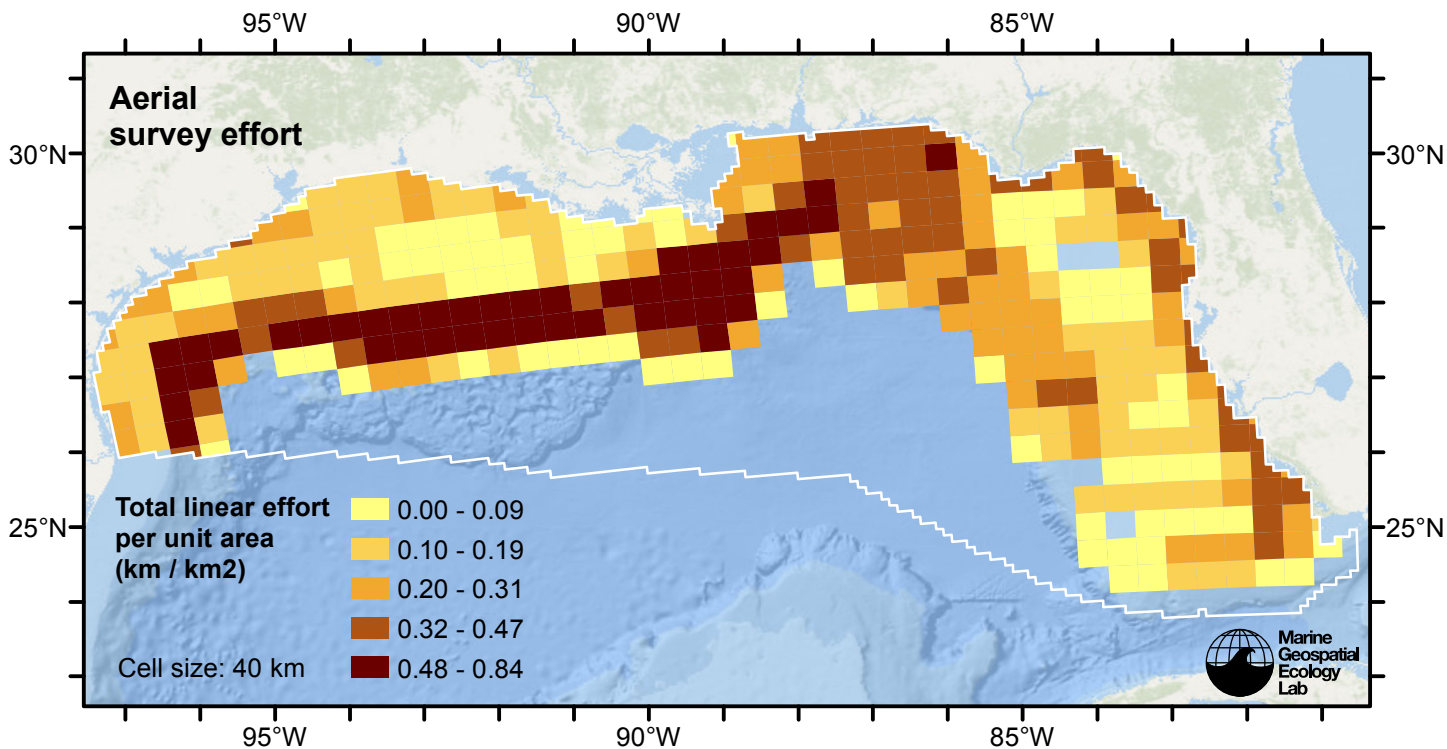 95°W
90°W
85°W
Aerial
survey effort
30°N
30°N
Total linear effort
per unit area
(km / km2)
0.00 - 0.09
0.10 - 0.19
0.20 - 0.31
0.32 - 0.47
0.48 - 0.84
25°N
25°N
Cell size: 40 km
Marine
Geospatial
Ecology
Lab
95°W
90°W
85°W